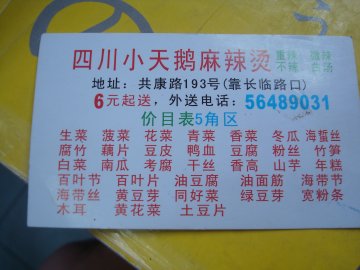 四川小天鹅麻辣烫 重辣 微辣
不辣 白汤
地址：共康路193号(靠长临路口)
6元起送，外送电话：56489031
价目表5角区
生菜 菠菜 花菜 青菜 香菜 冬瓜 海蜇丝
腐竹 藕片 豆皮 鸭血 豆腐 粉丝 竹笋
白菜 南瓜 考腐 干丝 香高 山芋 年糕
百叶节 百叶片 油豆腐 油面筋 海带节
海带丝 黄豆芽 同好菜 绿豆芽 宽粉条
木耳 黄花菜 土豆片